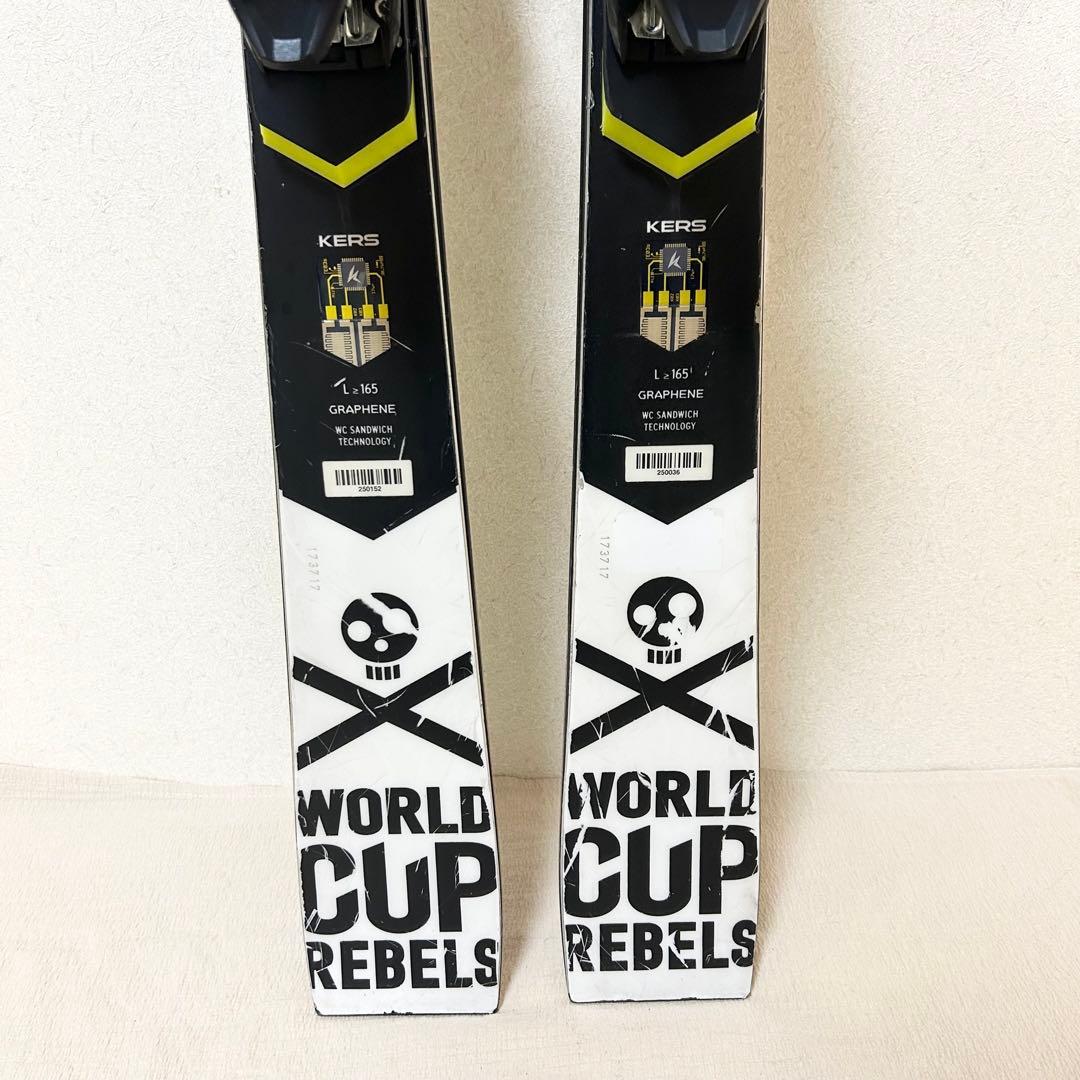 KERS
L ≥ 165
GRAPHENE
WC SANDWICH
TECHNOLOGY
250152
173717
WORLD
CUP
REBELS
KERS
L ≥ 165
GRAPHENE
WC SANDWICH
TECHNOLOGY
250036
173717
WORLD
CUP
REBELS